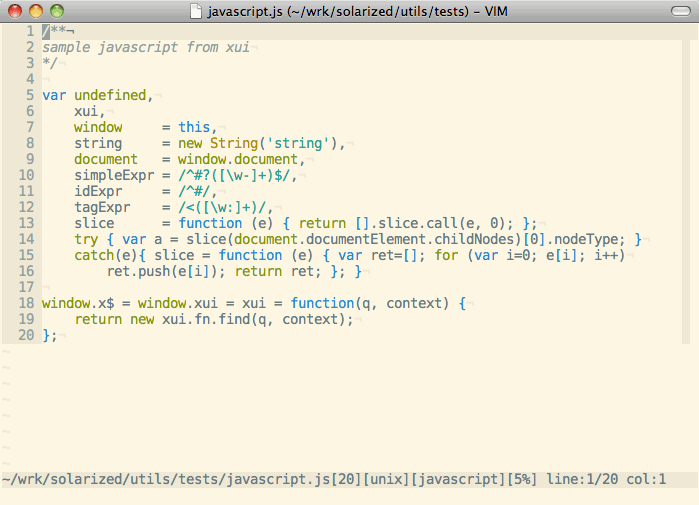 javascript.js (~/wrk/solarized/utils/tests) – VIM
1 /**¬
2 sample javascript from xui¬
3 */¬
4 ¬
5 var undefined,¬
6     xui,¬
7     window     = this,¬
8     string     = new String('string'),¬
9     document   = window.document,¬
10     simpleExpr = /^#?([\w-]+)$/,¬
11     idExpr     = /^#/,¬
12     tagExpr    = /<([\w:]+)/,¬
13     slice      = function (e) { return [].slice.call(e, 0); };¬
14     try { var a = slice(document.documentElement.childNodes)[0].nodeType; }¬
15     catch(e){ slice = function (e) { var ret=[]; for (var i=0; e[i]; i++)¬
16         ret.push(e[i]); return ret; }; }¬
17 ¬
18 window.x$ = window.xui = xui = function(q, context) {¬
19     return new xui.fn.find(q, context);¬
20 };¬
~
~
~
~
~
~
~
~
~/wrk/solarized/utils/tests/javascript.js[20][unix][javascript][5%] line:1/20 col:1